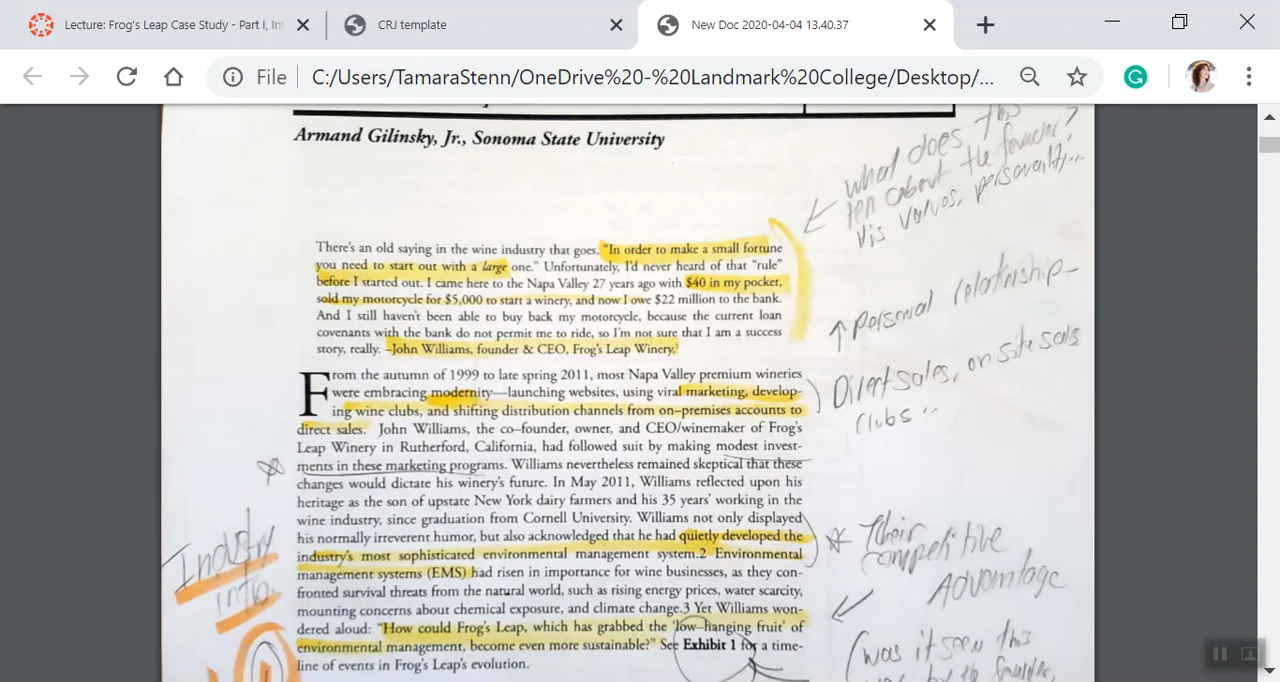 Lecture: Frog's Leap Case Study - Part I, Int
CRJ template
New Doc 2020-04-04 13.40.37
File
C:/Users/TamaraStenn/OneDrive%20-%20Landmark%20College/Desktop/...
Armand Gilinsky, Jr., Sonoma State University
what does this
tell about the founder?
Vis values, personality...
There's an old saying in the wine industry that goes, "In order to make a small fortune
you need to start out with a large one." Unfortunately, I'd never heard of that "rule"
before I started out. I came here to the Napa Valley 27 years ago with $40 in my pocket,
sold my motorcycle for $5,000 to start a winery, and now I owe $22 million to the bank.
And I still haven't been able to buy back my motorcycle, because the current loan
covenants with the bank do not permit me to ride, so I'm not sure that I am a success
story, really. –John Williams, founder & CEO, Frog's Leap Winery.1
↑ personal relationship
Direct sales, on site sales
clubs..
From the autumn of 1999 to late spring 2011, most Napa Valley premium wineries
were embracing modernity—launching websites, using viral marketing, develop-
ing wine clubs, and shifting distribution channels from on–premises accounts to
direct sales. John Williams, the co–founder, owner, and CEO/winemaker of Frog's
Leap Winery in Rutherford, California, had followed suit by making modest invest-
ments in these marketing programs. Williams nevertheless remained skeptical that these
changes would dictate his winery's future. In May 2011, Williams reflected upon his
heritage as the son of upstate New York dairy farmers and his 35 years' working in the
wine industry, since graduation from Cornell University. Williams not only displayed
his normally irreverent humor, but also acknowledged that he had quietly developed the
industry's most sophisticated environmental management system.2 Environmental
management systems (EMS) had risen in importance for wine businesses, as they con-
fronted survival threats from the natural world, such as rising energy prices, water scarcity,
mounting concerns about chemical exposure, and climate change.3 Yet Williams won-
dered aloud: "How could Frog's Leap, which has grabbed the 'low–hanging fruit' of
environmental management, become even more sustainable?" See Exhibit 1 for a time-
line of events in Frog's Leap's evolution.
Industry
info.
Their
competitive
Advantage
(was it seen this
way by the founder,